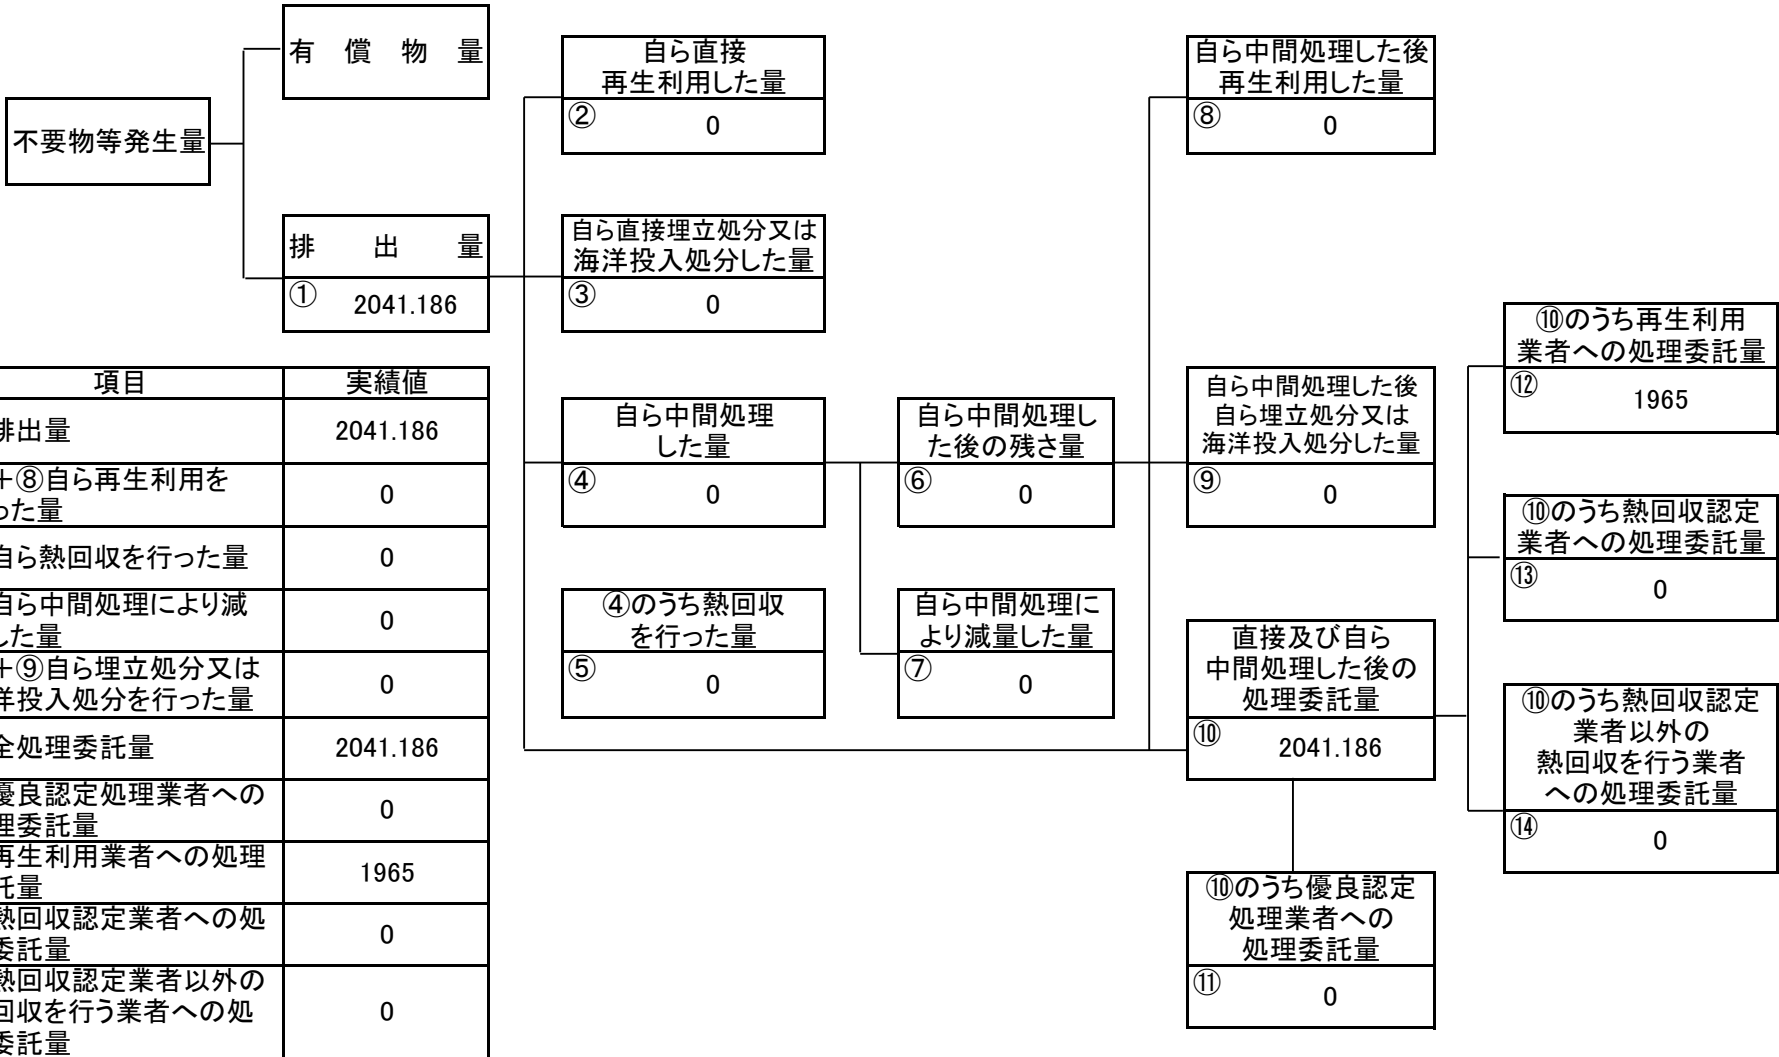 有償物量
不要物等発生量
排出量
① 2041.186
自ら直接
再生利用した量
② 0
自ら直接埋立処分又は
海洋投入処分した量
③ 0
自ら中間処理
した量
④ 0
④のうち熱回収
を行った量
⑤ 0
自ら中間処理し
た後の残さ量
⑥ 0
自ら中間処理に
より減量した量
⑦ 0
自ら中間処理した後
再生利用した量
⑧ 0
自ら中間処理した後
自ら埋立処分又は
海洋投入処分した量
⑨ 0
直接及び自ら
中間処理した後の
処理委託量
⑩ 2041.186
⑩のうち優良認定
処理業者への
処理委託量
⑪ 0
⑩のうち再生利用
業者への処理委託量
⑫ 1965
⑩のうち熱回収認定
業者への処理委託量
⑬ 0
⑩のうち熱回収認定
業者以外の
熱回収を行う業者
への処理委託量
⑭ 0
項目 実績値
排出量 2041.186
+⑧自ら再生利用を
った量 0
自ら熱回収を行った量 0
自ら中間処理により減
した量 0
+⑨自ら埋立処分又は
洋投入処分を行った量 0
全処理委託量 2041.186
優良認定処理業者への
理委託量 0
再生利用業者への処理
託量 1965
熱回収認定業者への処
委託量 0
熱回収認定業者以外の
回収を行う業者への処
委託量 0